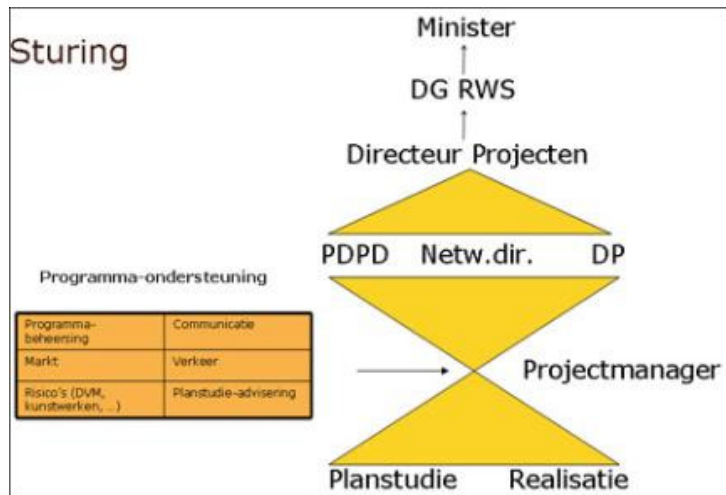 Sturing
Minister
DG RWS
Directeur Projecten
PDPD Netw.dir. DP
Programma-ondersteuning
Programma-
beheersing
Communicatie
Markt
Verkeer
Risico's (DVM,
kunstwerken, ...)
Planstudie-advisering
Projectmanager
Planstudie Realisatie